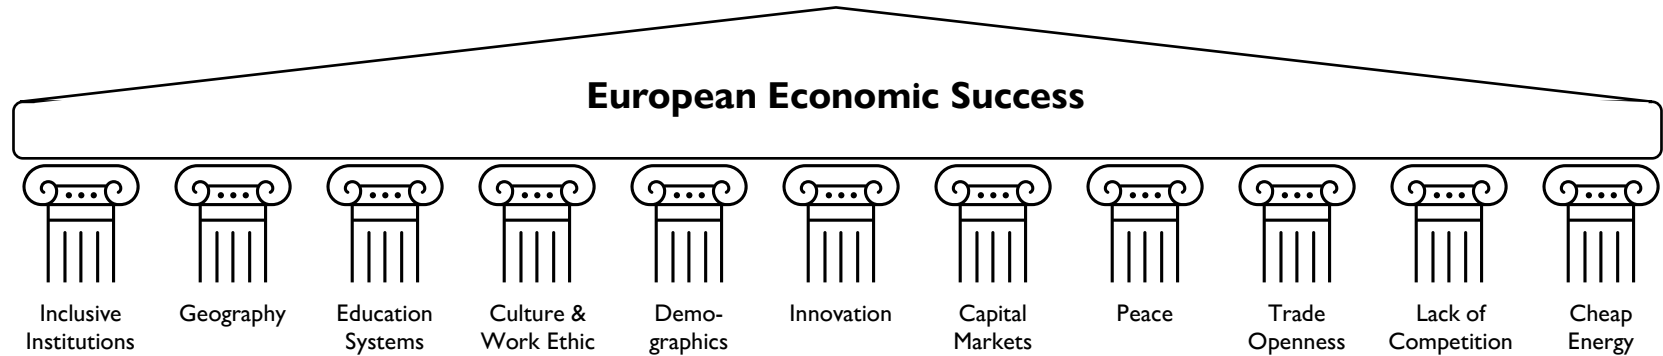 European Economic Success
Inclusive
Institutions
Geography
Education
Systems
Culture &
Work Ethic
Demo-
graphics
Innovation
Capital
Markets
Peace
Trade
Openness
Lack of
Competition
Cheap
Energy